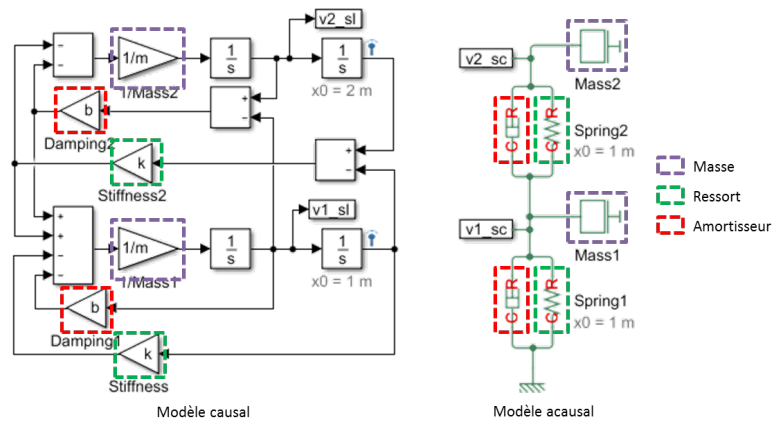 v2_sl
−
−
1/m
1
s
1
s
1/Mass2
x0 = 2 m
b
+
−
Damping2
k
+
−
Stiffness2
v1_sl
+
+
−
−
1/m
1
s
1
s
1/Mass1
x0 = 1 m
b
Damping1
k
Stiffness
Modèle causal
v2_sc
Mass2
R
R
C
C
Spring2
x0 = 1 m
v1_sc
Mass1
R
R
C
C
Spring1
x0 = 1 m
Modèle acausal
Masse
Ressort
Amortisseur